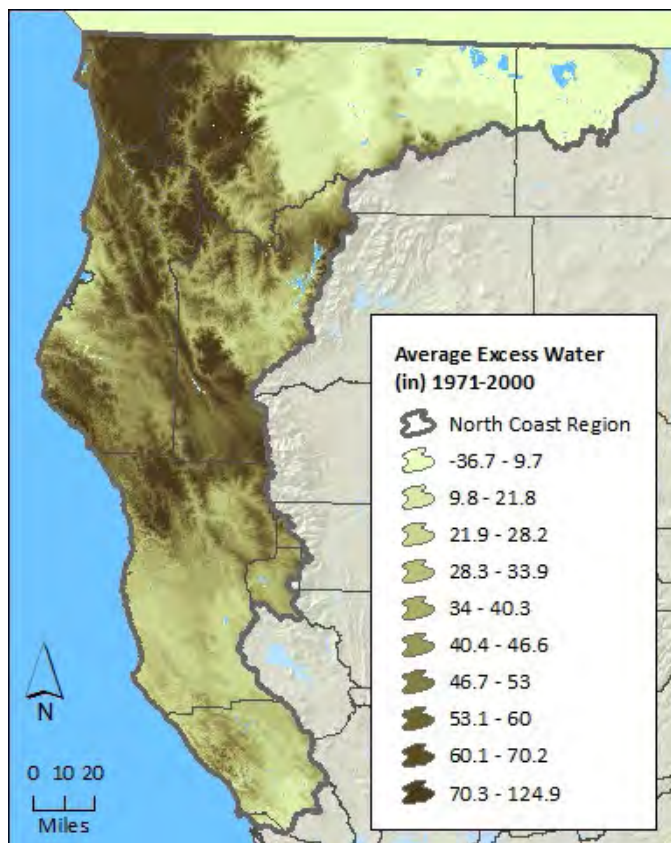 Average Excess Water
(in) 1971-2000
North Coast Region
-36.7 - 9.7
9.8 - 21.8
21.9 - 28.2
28.3 - 33.9
34 - 40.3
40.4 - 46.6
46.7 - 53
53.1 - 60
60.1 - 70.2
70.3 - 124.9
N
0 10 20
Miles